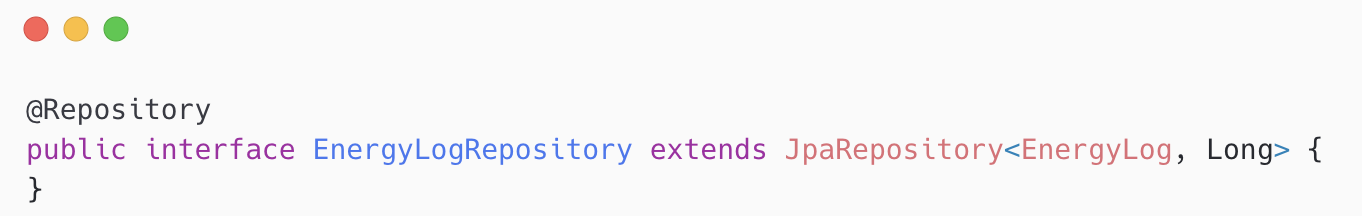 @Repository
public interface EnergyLogRepository extends JpaRepository<EnergyLog, Long> {
}